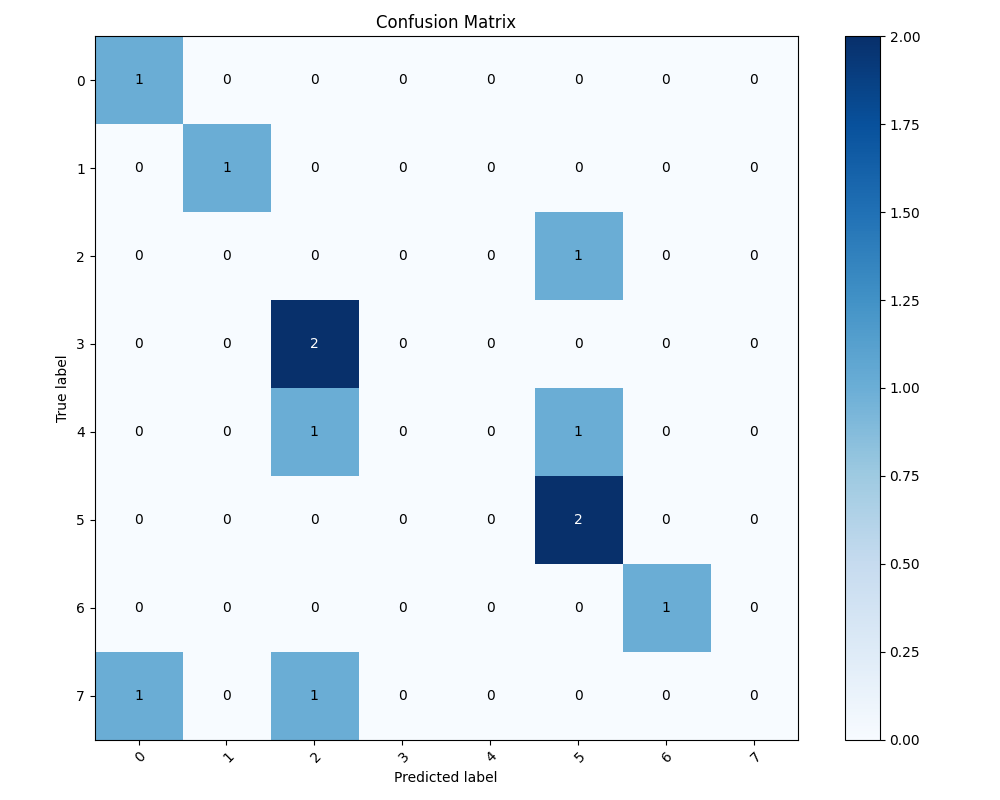 Confusion Matrix
0 1 0 0 0 0 0 0 0
1 0 1 0 0 0 0 0 0
2 0 0 0 0 0 1 0 0
3 0 0 2 0 0 0 0 0
4 0 0 1 0 0 1 0 0
5 0 0 0 0 0 2 0 0
6 0 0 0 0 0 0 1 0
7 1 0 1 0 0 0 0 0
0 1 2 3 4 5 6 7
True label
Predicted label
2.00
1.75
1.50
1.25
1.00
0.75
0.50
0.25
0.00